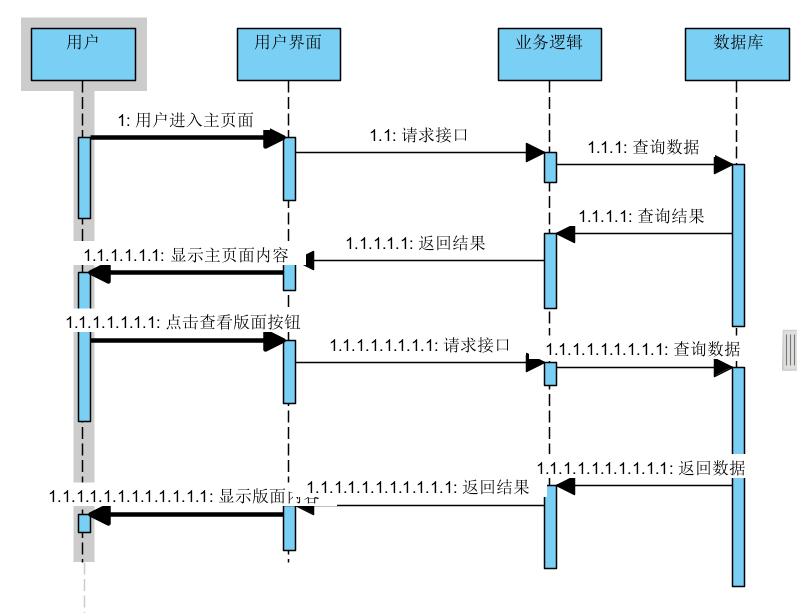 用户
用户界面
业务逻辑
数据库
1: 用户进入主页面
1.1: 请求接口
1.1.1: 查询数据
1.1.1.1: 查询结果
1.1.1.1.1: 返回结果
1.1.1.1.1.1: 显示主页面内容
1.1.1.1.1.1.1: 点击查看版面按钮
1.1.1.1.1.1.1.1: 请求接口
1.1.1.1.1.1.1.1.1: 查询数据
1.1.1.1.1.1.1.1.1.1: 返回数据
1.1.1.1.1.1.1.1.1.1.1: 返回结果
1.1.1.1.1.1.1.1.1.1.1.1: 显示版面内容